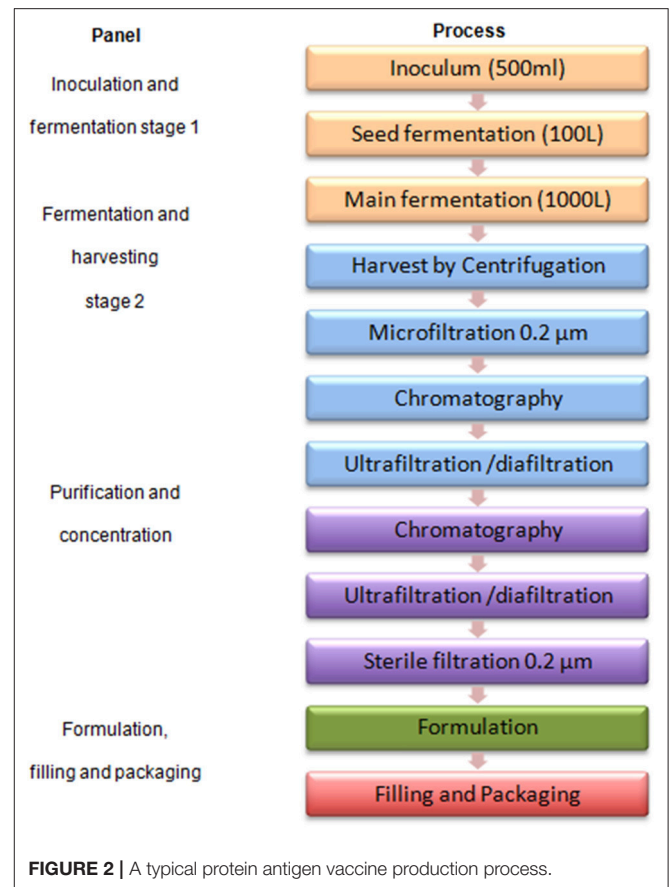 Panel
Process
Inoculation and
fermentation stage 1
Inoculum (500ml)
Seed fermentation (100L)
Fermentation and
harvesting
stage 2
Main fermentation (1000L)
Harvest by Centrifugation
Microfiltration 0.2 µm
Chromatography
Ultrafiltration /diafiltration
Purification and
concentration
Chromatography
Ultrafiltration /diafiltration
Sterile filtration 0.2 µm
Formulation,
filling and packaging
Formulation
Filling and Packaging
FIGURE 2 | A typical protein antigen vaccine production process.